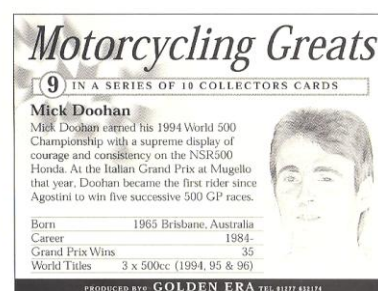 Motorcycling Greats
9 IN A SERIES OF 10 COLLECTORS CARDS
Mick Doohan
Mick Doohan earned his 1994 World 500
Championship with a supreme display of
courage and consistency on the NSR500
Honda. At the Italian Grand Prix at Mugello
that year, Doohan became the first rider since
Agostini to win five successive 500 GP races.
Born 1965 Brisbane, Australia
Career 1984-
Grand Prix Wins 35
World Titles 3 x 500cc (1994, 95 & 96)
PRODUCED BY© GOLDEN ERA TEL 01277 632174